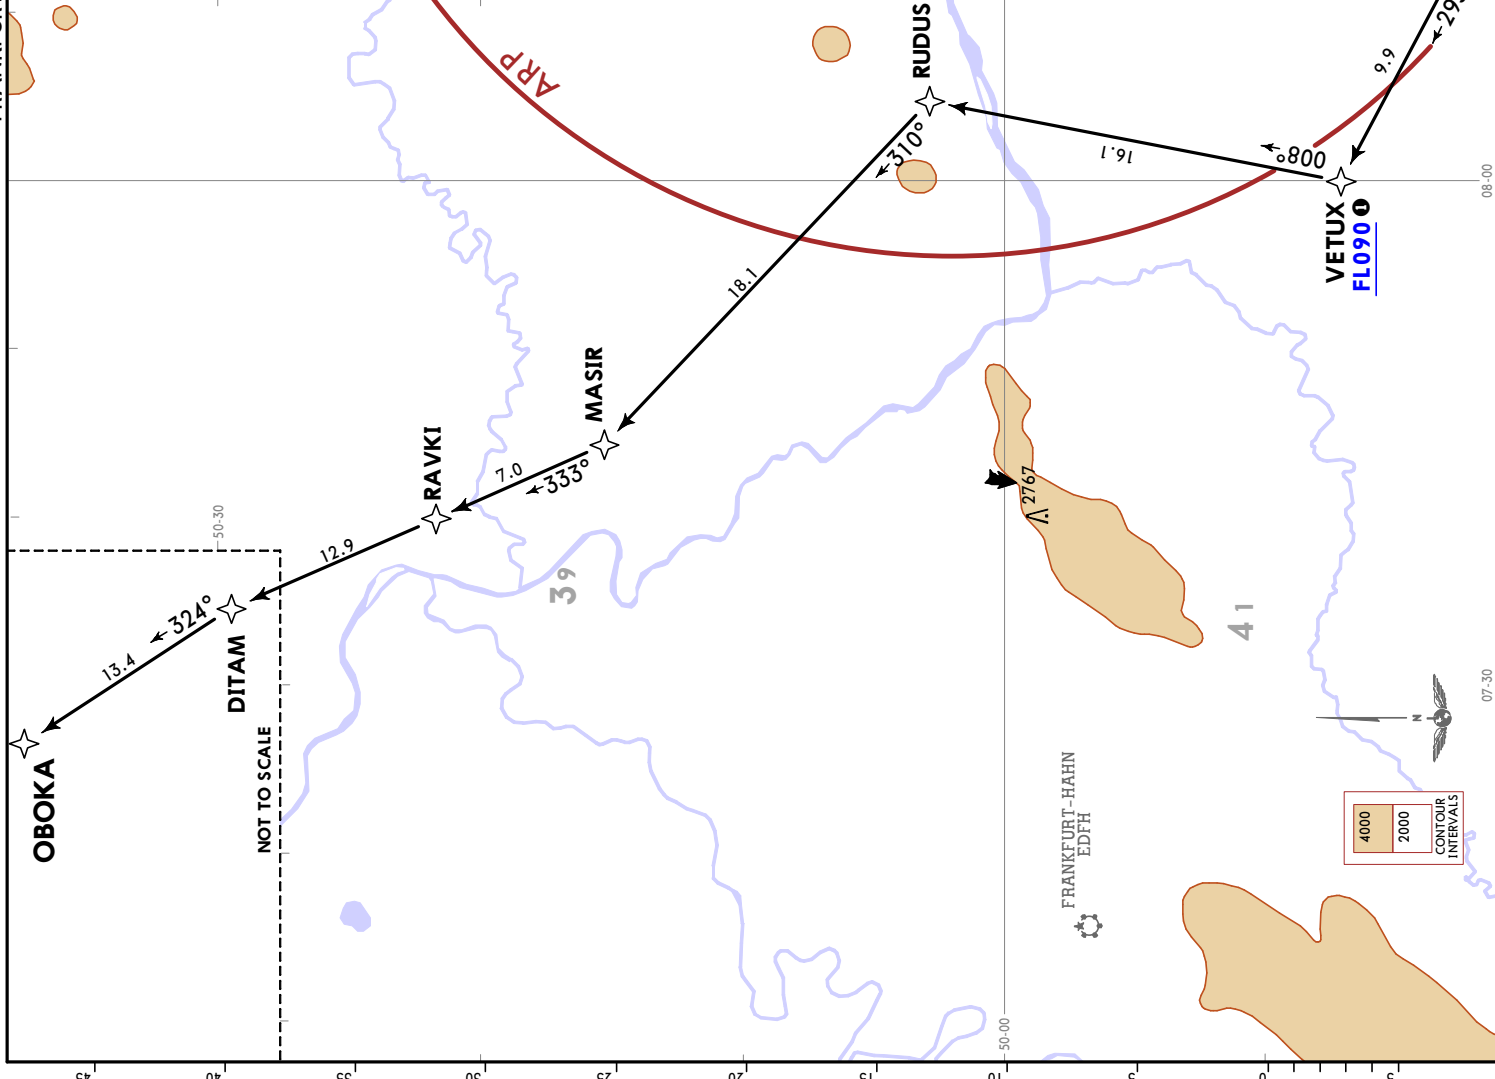 ARP
RUDUS
9.9
310°
16.1
008°
VETUX
FL090 1
08-00
18.1
MASIR
RAVKI
7.0
333°
50-30
12.9
324°
13.4
DITAM
OBOKA
NOT TO SCALE
39
2767
41
07-30
N
FRANKFURT-HAHN
EDFH
4000
2000
CONTOUR
INTERVALS
50-00